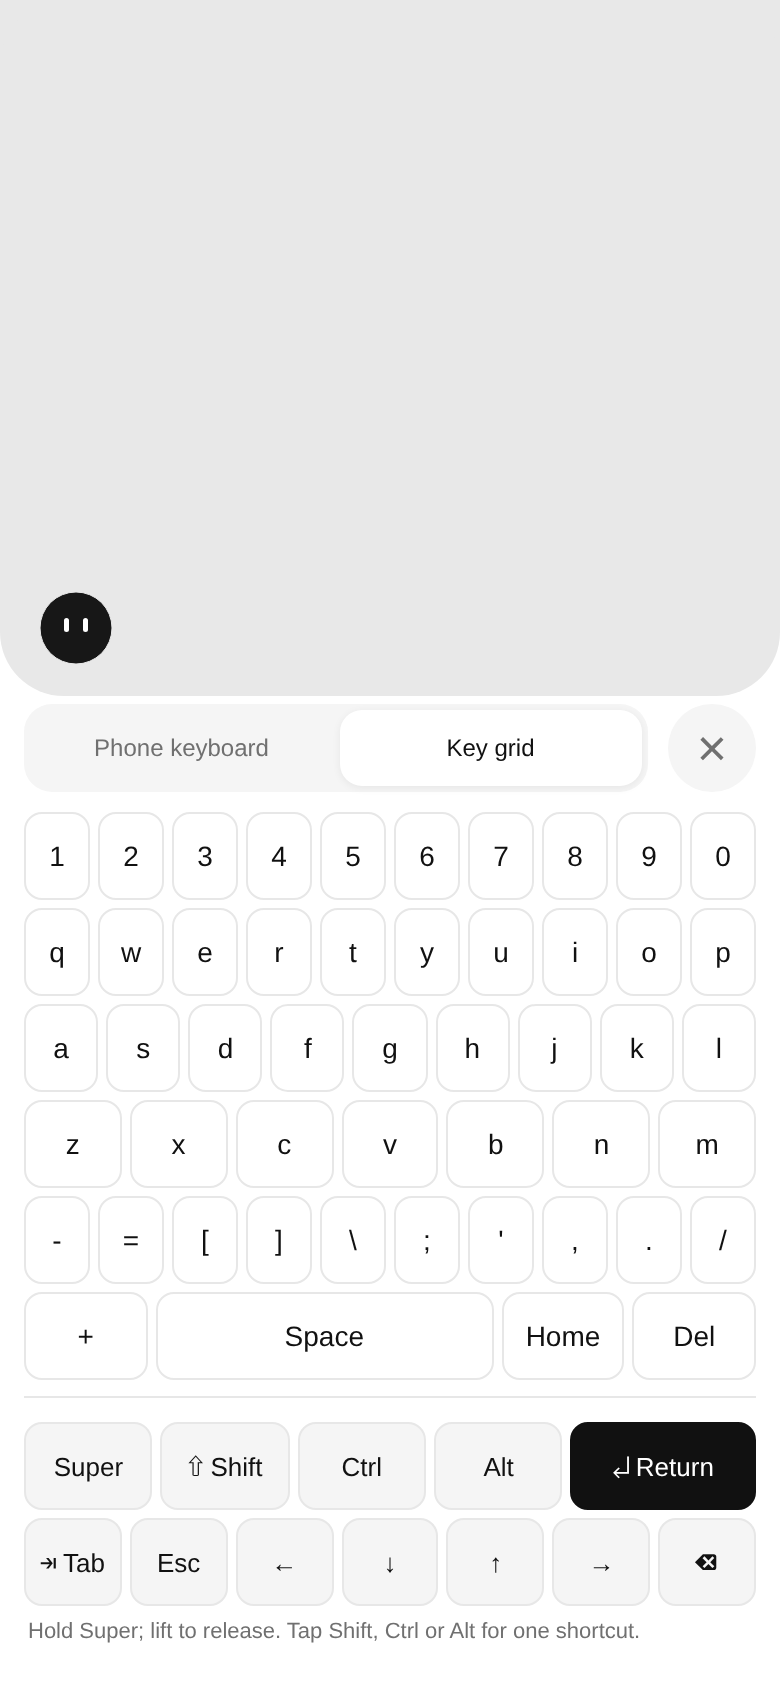 Phone keyboard Key grid
1 2 3 4 5 6 7 8 9 0
q w e r t y u i o p
a s d f g h j k l
z x c v b n m
- = [ ] \ ; ' , . /
+ Space Home Del
Super ⇧ Shift Ctrl Alt ↵ Return
⇥ Tab Esc ← ↓ ↑ → ⌫
Hold Super; lift to release. Tap Shift, Ctrl or Alt for one shortcut.